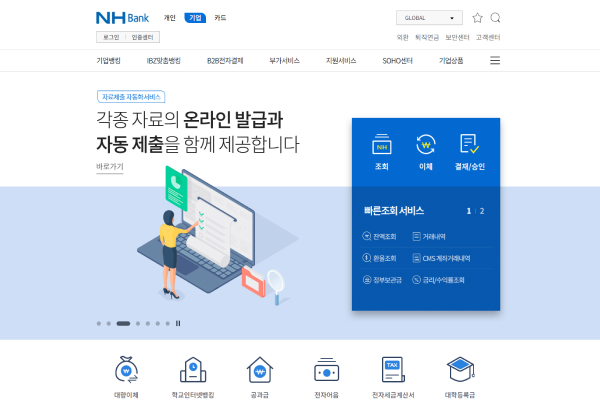 NH Bank 개인 기업 카드 GLOBAL
로그인 인증센터
외환 퇴직연금 보안센터 고객센터
기업뱅킹 IBZ맞춤뱅킹 B2B전자결제 부가서비스 지원서비스 SOHO센터 기업상품
자료제출 자동화서비스
각종 자료의 온라인 발급과
자동 제출을 함께 제공합니다
바로가기
NH
조회 이체 결재/승인
빠른조회 서비스 1 2
잔액조회 거래내역
환율조회 CMS 계좌거래내역
정부보관금 금리/수익률조회
TAX
대량이체 학교인터넷뱅킹 공과금 전자어음 전자세금계산서 대학등록금